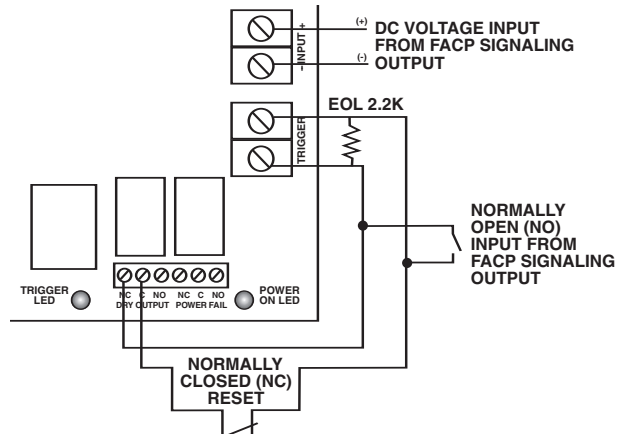 (+) DC VOLTAGE INPUT
FROM FACP SIGNALING
(-) OUTPUT
– INPUT +
EOL 2.2K
TRIGGER
NORMALLY
OPEN (NO)
INPUT FROM
FACP SIGNALING
OUTPUT
TRIGGER
LED
NC C NO NC C NO
DRY OUTPUT POWER FAIL
POWER
ON LED
NORMALLY
CLOSED (NC)
RESET